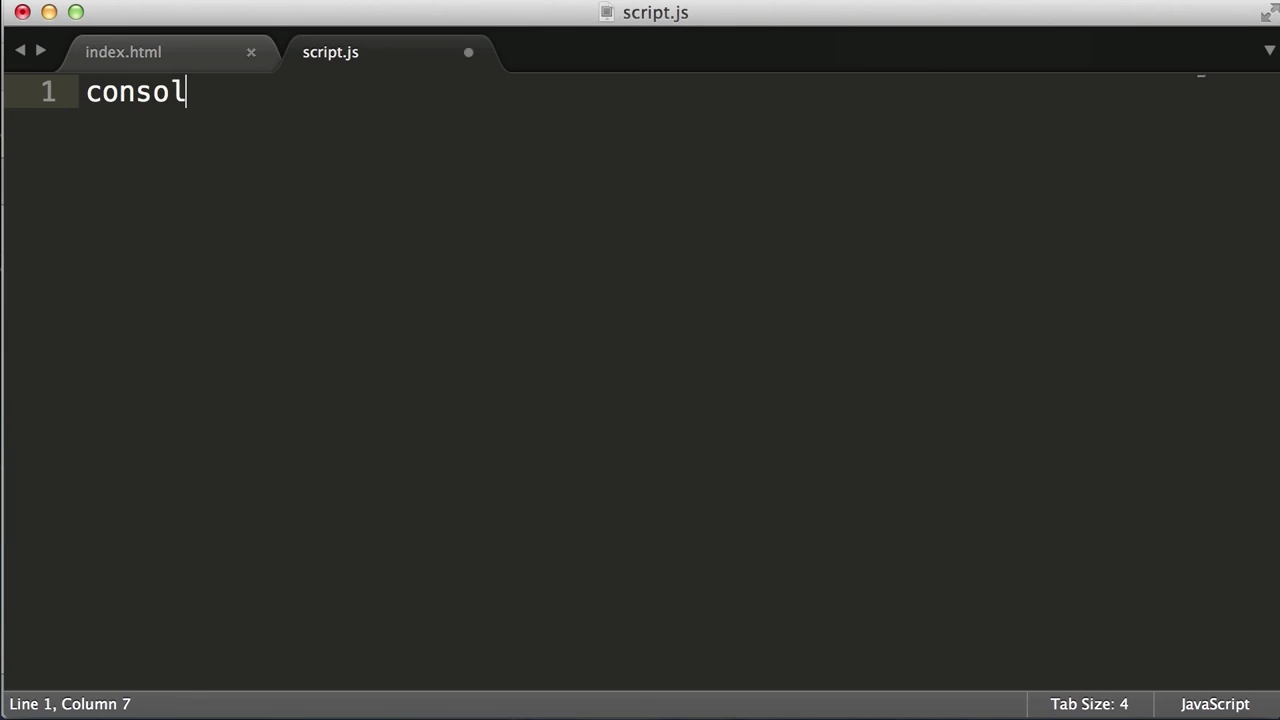 script.js
index.html
script.js
1 consol
Line 1, Column 7
Tab Size: 4
JavaScript